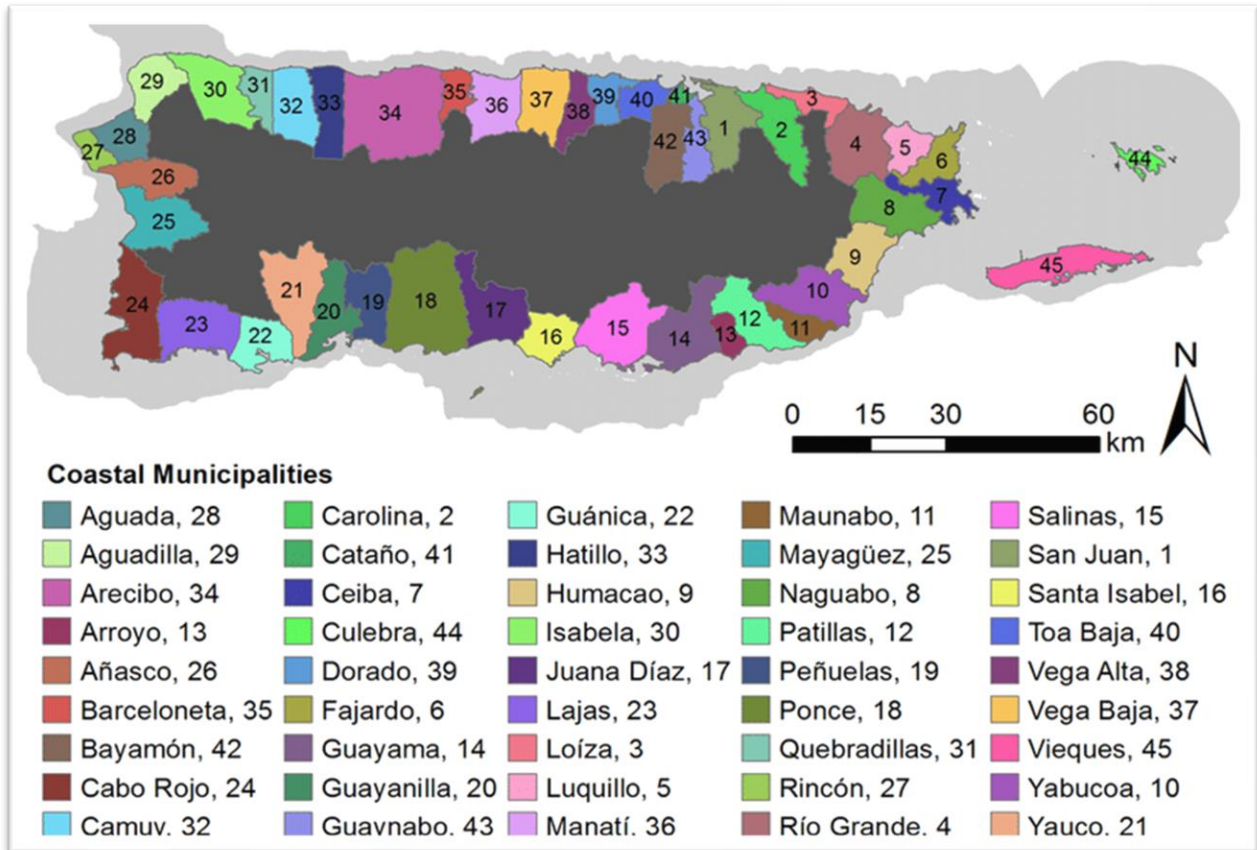 29
30
31
32
33
34
35
36
37
38
39
40
41
42
43
1
2
3
4
5
6
7
8
9
10
11
12
13
14
15
16
17
18
19
20
21
22
23
24
25
26
27
28
44
45
N
0 15 30 60
km
Coastal Municipalities
Aguada, 28
Aguadilla, 29
Arecibo, 34
Arroyo, 13
Añasco, 26
Barceloneta, 35
Bayamón, 42
Cabo Rojo, 24
Camuy, 32
Carolina, 2
Cataño, 41
Ceiba, 7
Culebra, 44
Dorado, 39
Fajardo, 6
Guayama, 14
Guayanilla, 20
Guaynabo, 43
Guánica, 22
Hatillo, 33
Humacao, 9
Isabela, 30
Juana Díaz, 17
Lajas, 23
Loíza, 3
Luquillo, 5
Manatí, 36
Maunabo, 11
Mayagüez, 25
Naguabo, 8
Patillas, 12
Peñuelas, 19
Ponce, 18
Quebradillas, 31
Rincón, 27
Río Grande, 4
Salinas, 15
San Juan, 1
Santa Isabel, 16
Toa Baja, 40
Vega Alta, 38
Vega Baja, 37
Vieques, 45
Yabucoa, 10
Yauco, 21